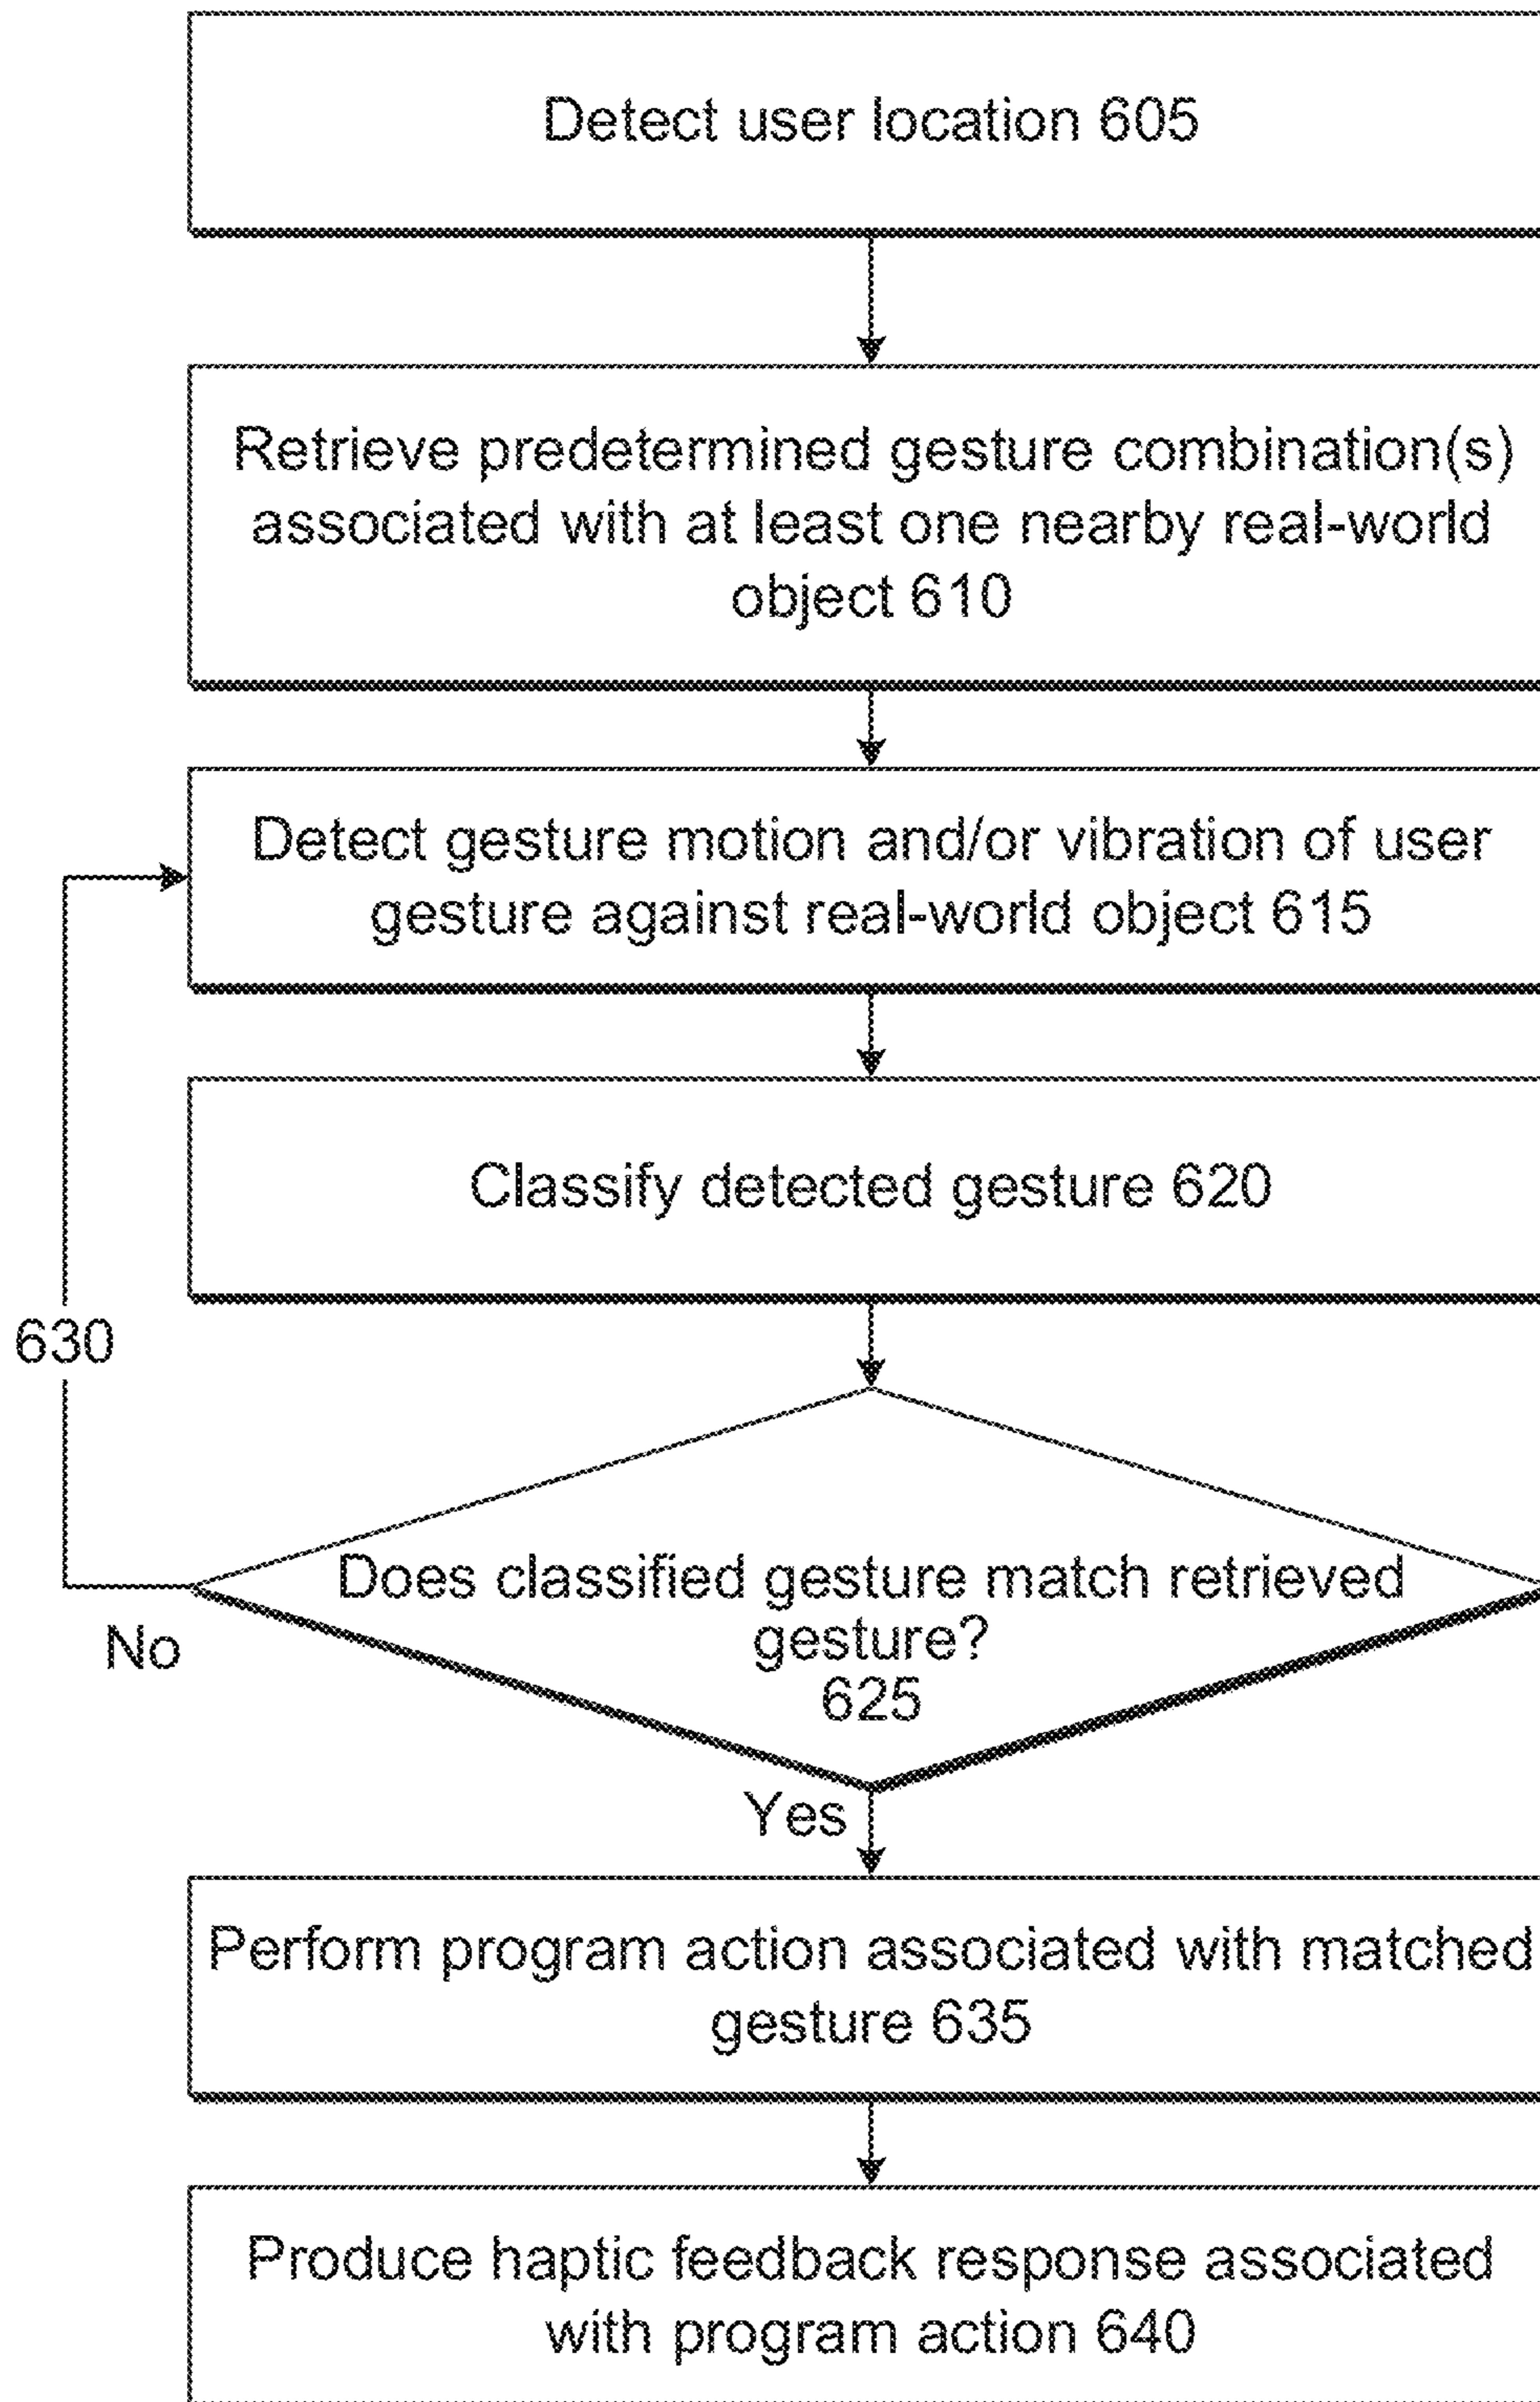 Detect user location 605
Retrieve predetermined gesture combination(s)
associated with at least one nearby real-world
object 610
Detect gesture motion and/or vibration of user
gesture against real-world object 615
Classify detected gesture 620
630
Does classified gesture match retrieved
gesture?
625
No
Yes
Perform program action associated with matched
gesture 635
Produce haptic feedback response associated
with program action 640